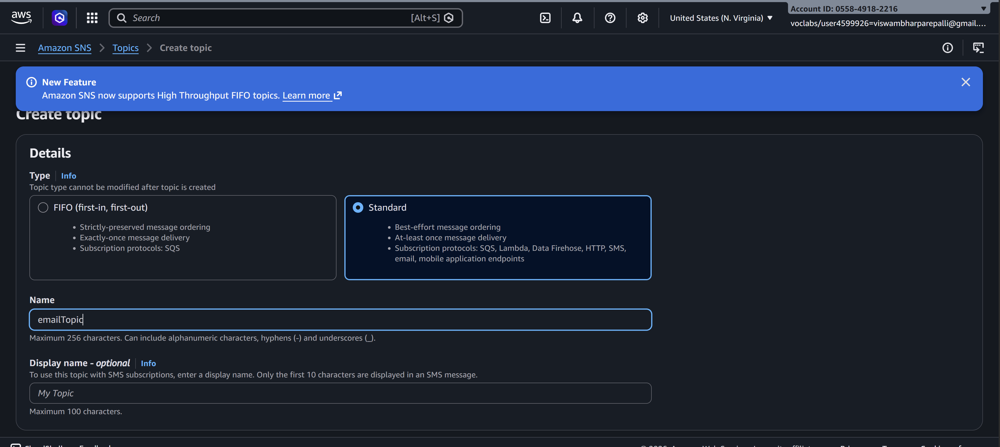 aws
Search [Alt+S]
United States (N. Virginia)
Account ID: 0558-4918-2216
voclabs/user4599926=viswambharparepalli@gmail....
Amazon SNS > Topics > Create topic
New Feature
Amazon SNS now supports High Throughput FIFO topics. Learn more
Create topic
Details
Type Info
Topic type cannot be modified after topic is created
FIFO (first-in, first-out)
• Strictly-preserved message ordering
• Exactly-once message delivery
• Subscription protocols: SQS
Standard
• Best-effort message ordering
• At-least once message delivery
• Subscription protocols: SQS, Lambda, Data Firehose, HTTP, SMS,
email, mobile application endpoints
Name
emailTopic
Maximum 256 characters. Can include alphanumeric characters, hyphens (-) and underscores (_).
Display name - optional Info
To use this topic with SMS subscriptions, enter a display name. Only the first 10 characters are displayed in an SMS message.
My Topic
Maximum 100 characters.